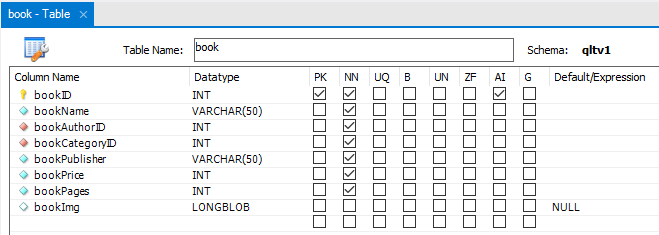 book - Table ×
Table Name: book Schema: qltv1
Column Name Datatype PK NN UQ B UN ZF AI G Default/Expression
bookID INT
bookName VARCHAR(50)
bookAuthorID INT
bookCategoryID INT
bookPublisher VARCHAR(50)
bookPrice INT
bookPages INT
bookImg LONGBLOB NULL